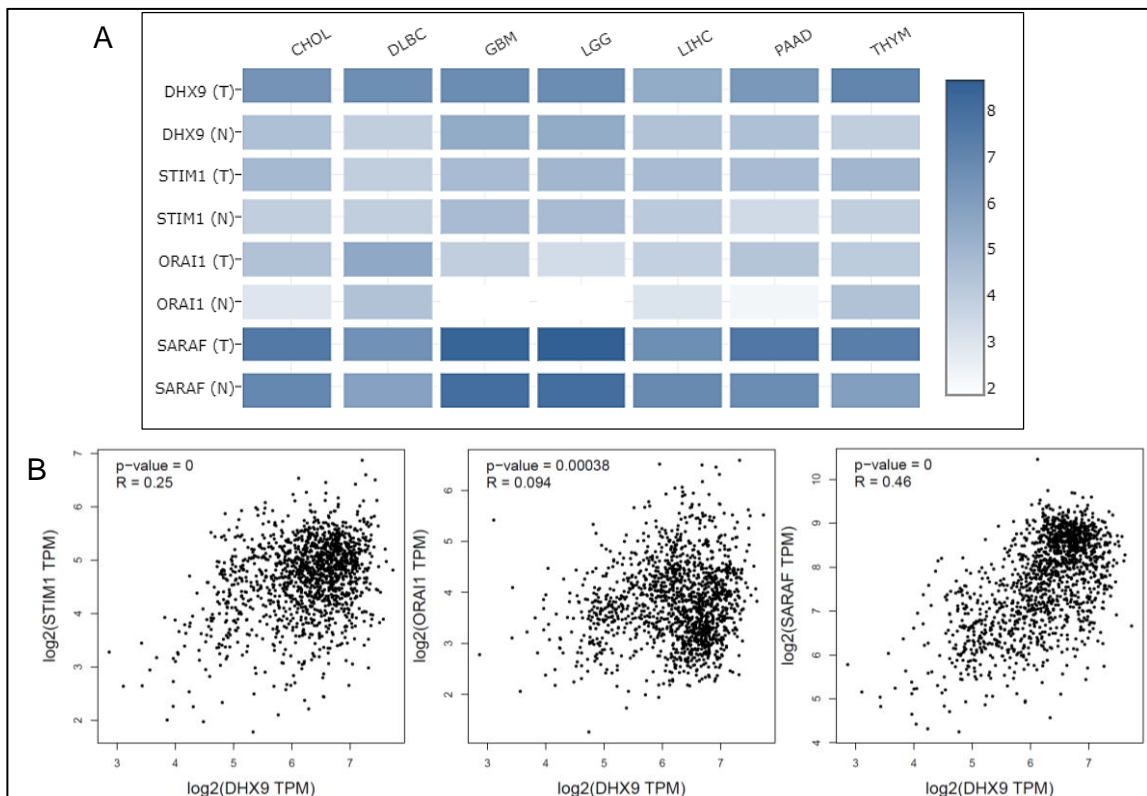 A
CHOL DLBC GBM LGG LIHC PAAD THYM
DHX9 (T)
DHX9 (N)
STIM1 (T)
STIM1 (N)
ORAI1 (T)
ORAI1 (N)
SARAF (T)
SARAF (N)
8
7
6
5
4
3
2
B
p-value = 0
R = 0.25
log2(STIM1 TPM)
7
6
5
4
3
2
3 4 5 6 7
log2(DHX9 TPM)
p-value = 0.00038
R = 0.094
log2(ORAI1 TPM)
6
5
4
3
2
3 4 5 6 7
log2(DHX9 TPM)
p-value = 0
R = 0.46
log2(SARAF TPM)
10
9
8
7
6
5
4
3 4 5 6 7
log2(DHX9 TPM)